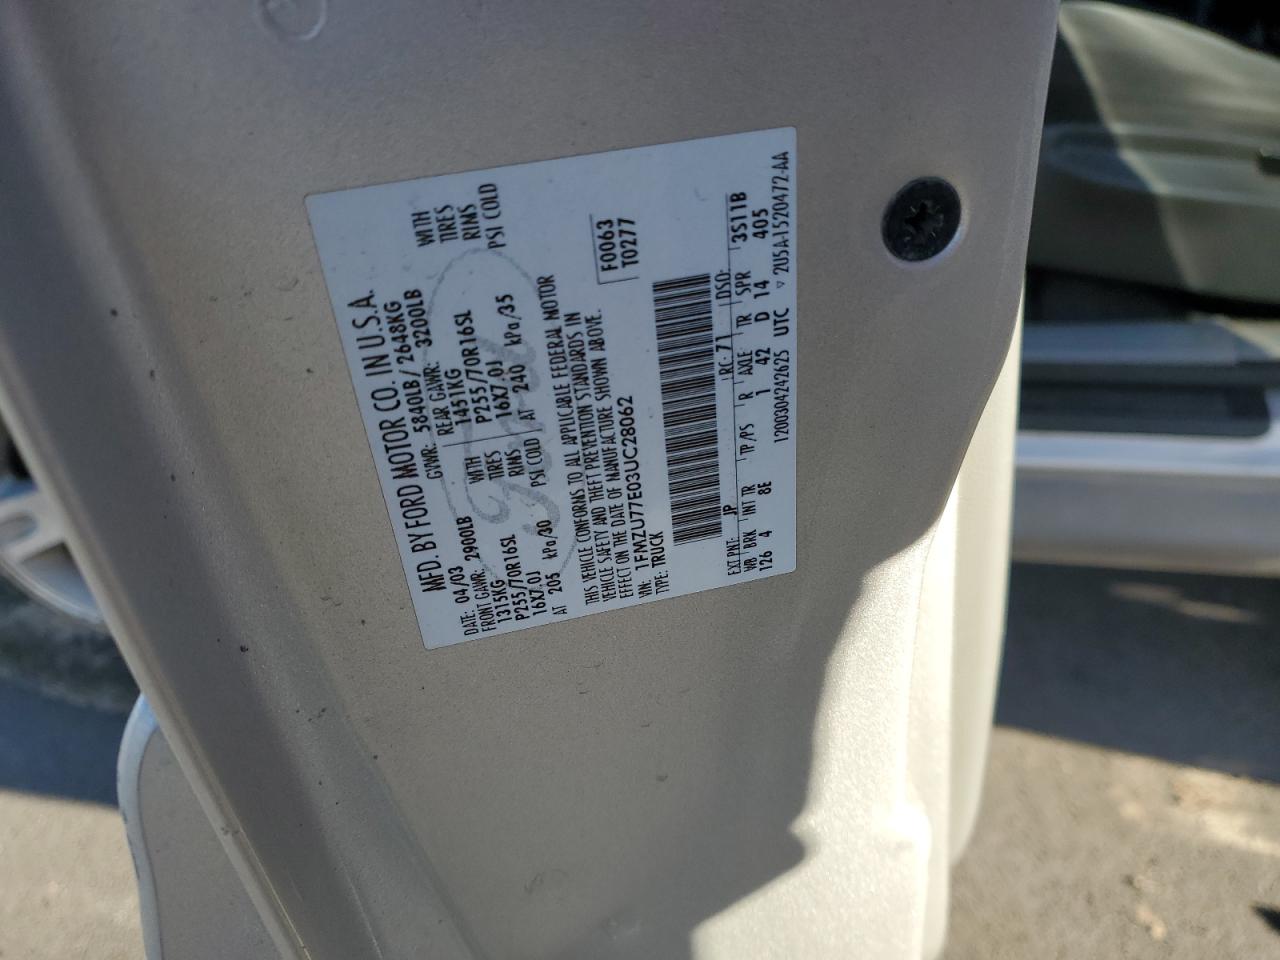 MFD. BY FORD MOTOR CO. IN U.S.A.
DATE: 04/03 GVWR: 5840LB / 2648KG
FRONT GAWR: 2900LB REAR GAWR: 3200LB
1315KG WITH 1451KG WITH
P255/70R16SL TIRES P255/70R16SL TIRES
16X7.0J RIMS 16X7.0J RIMS
AT 205 kPa/30 PSI COLD AT 240 kPa/35 PSI COLD
THIS VEHICLE CONFORMS TO ALL APPLICABLE FEDERAL MOTOR
VEHICLE SAFETY AND THEFT PREVENTION STANDARDS IN
EFFECT ON THE DATE OF MANUFACTURE SHOWN ABOVE.
VIN: 1FMZU77E03UC28062 F0063
TYPE: TRUCK T0277
EXT PNT: JP RC: 71 DSO:
WB BRK INT TR TP/PS R AXLE TR SPR 3S11B
126 4 8E 1 42 D 14 405
1200304242625 UTC ▽ 2U5A-1520472-AA
Ford